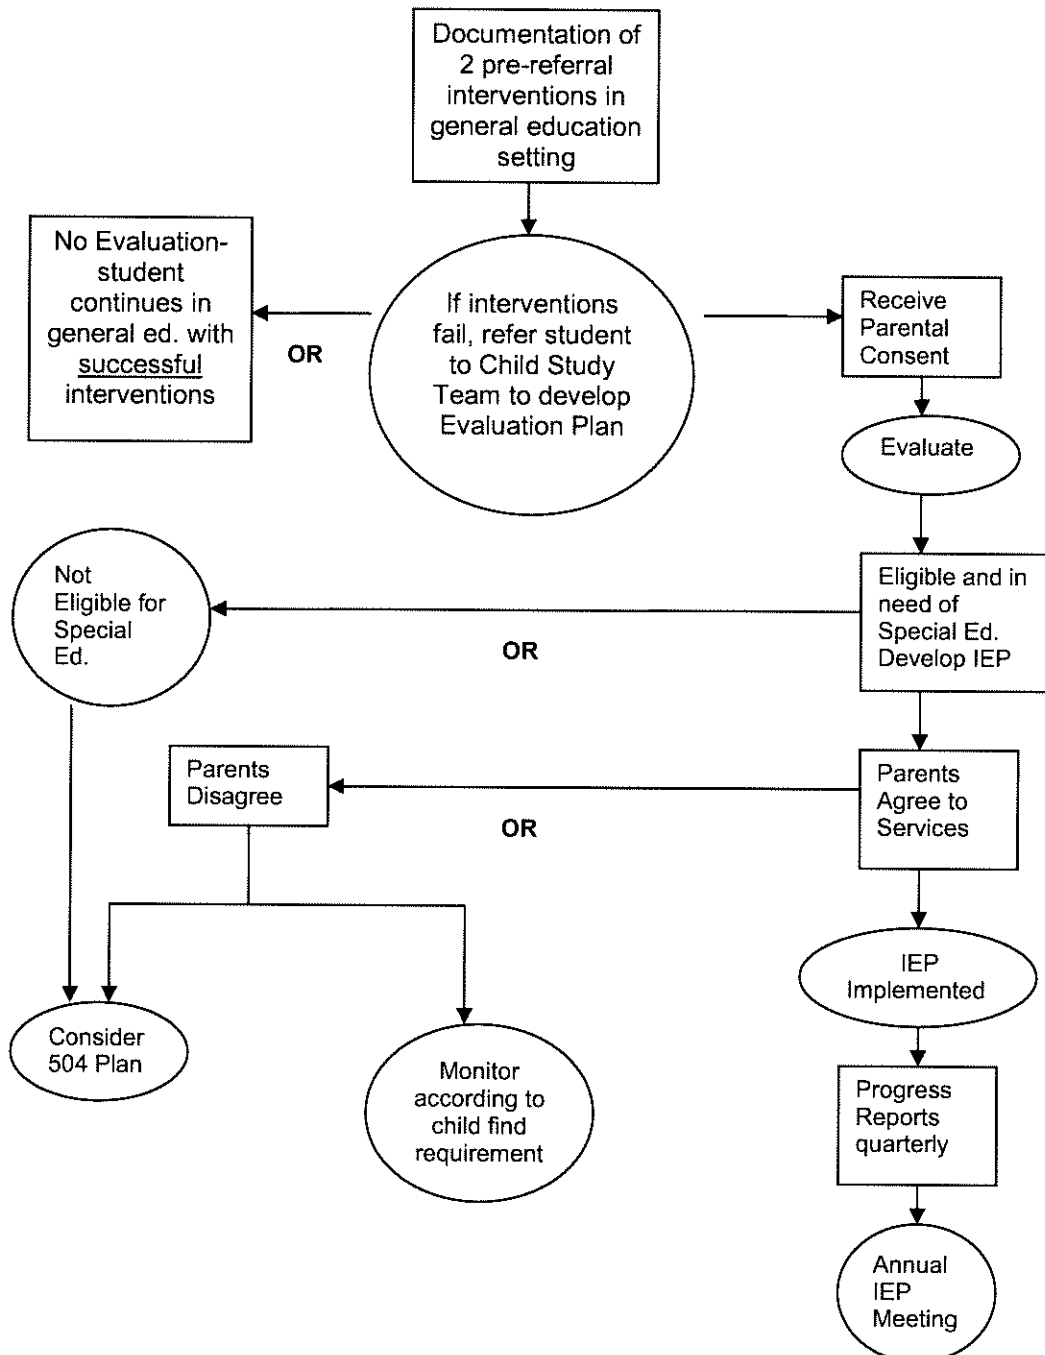 Documentation of
2 pre-referral
interventions in
general education
setting
No Evaluation-
student
continues in
general ed. with
successful
interventions
OR
If interventions
fail, refer student
to Child Study
Team to develop
Evaluation Plan
Receive
Parental
Consent
Evaluate
Not
Eligible for
Special
Ed.
OR
Eligible and in
need of
Special Ed.
Develop IEP
Parents
Disagree
OR
Parents
Agree to
Services
IEP
Implemented
Consider
504 Plan
Monitor
according to
child find
requirement
Progress
Reports
quarterly
Annual
IEP
Meeting